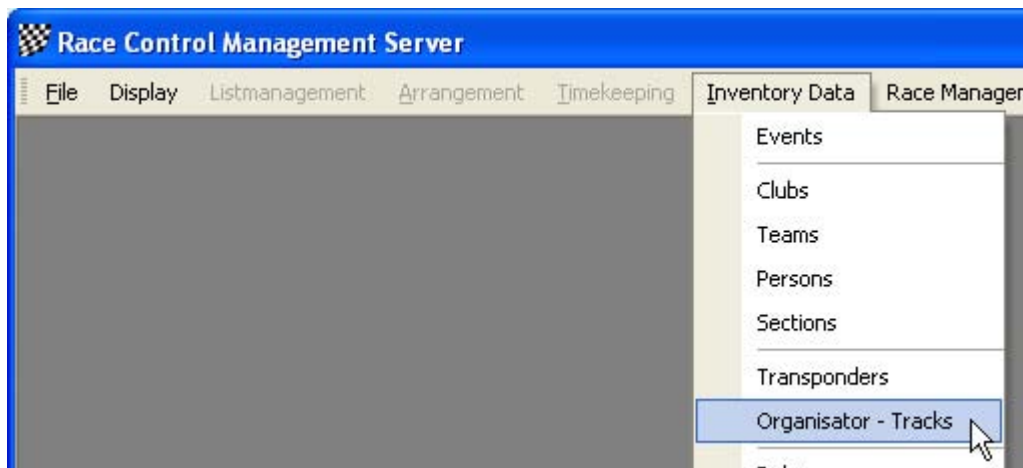 Race Control Management Server
File Display Listmanagement Arrangement Timekeeping Inventory Data Race Manager
Events
Clubs
Teams
Persons
Sections
Transponders
Organisator - Tracks